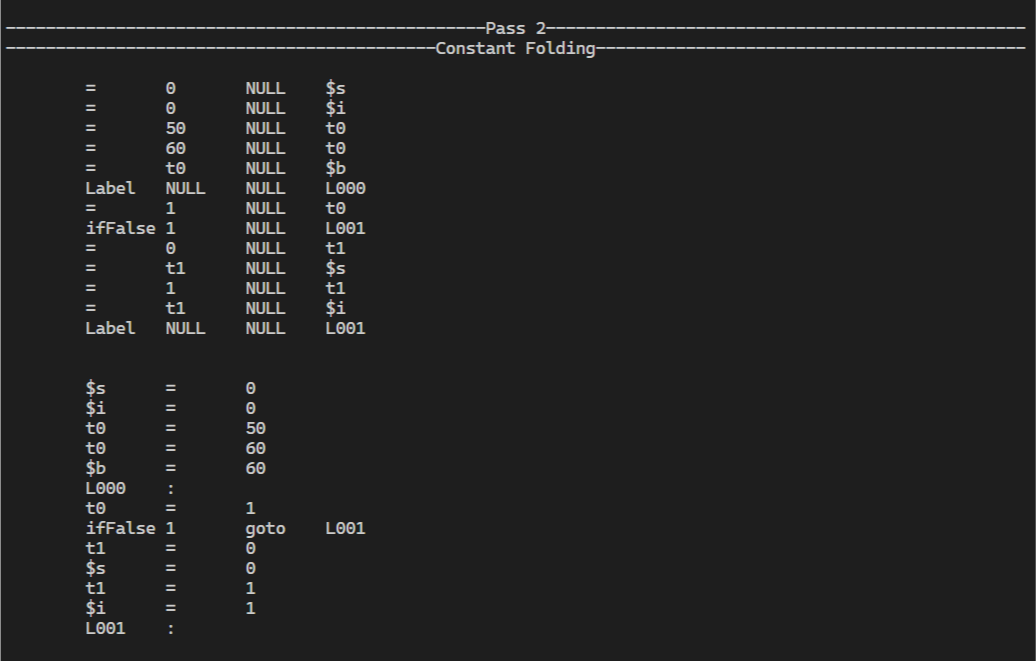 ------------------------------------------------Pass 2------------------------------------------------
-------------------------------------------Constant Folding-------------------------------------------
=       0       NULL    $s
=       0       NULL    $i
=       50      NULL    t0
=       60      NULL    t0
=       t0      NULL    $b
Label   NULL    NULL    L000
=       1       NULL    t0
ifFalse 1       NULL    L001
=       0       NULL    t1
=       t1      NULL    $s
=       1       NULL    t1
=       t1      NULL    $i
Label   NULL    NULL    L001
$s      =       0
$i      =       0
t0      =       50
t0      =       60
$b      =       60
L000    :
t0      =       1
ifFalse 1       goto    L001
t1      =       0
$s      =       0
t1      =       1
$i      =       1
L001    :